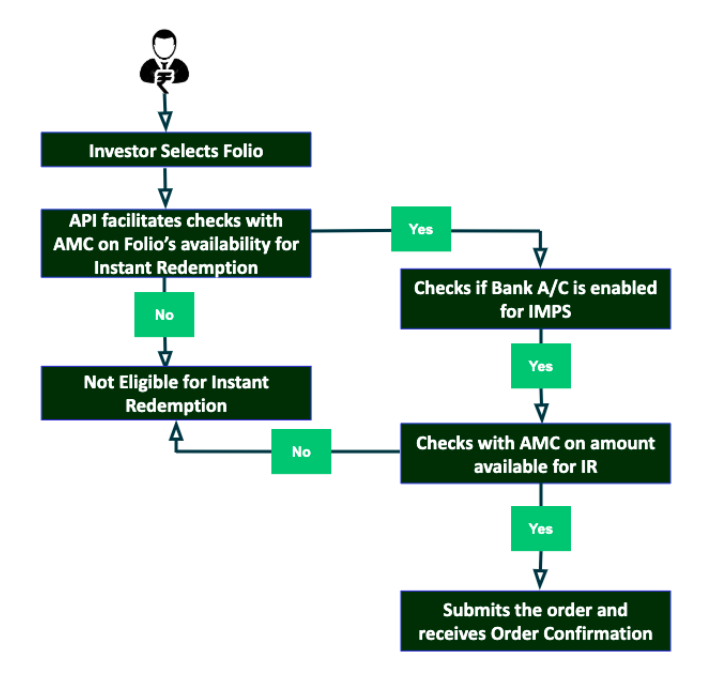 Investor Selects Folio
API facilitates checks with
AMC on Folio's availability for
Instant Redemption
Yes
Checks if Bank A/C is enabled
for IMPS
No
Yes
Not Eligible for Instant
Redemption
Checks with AMC on amount
available for IR
No
Yes
Submits the order and
receives Order Confirmation